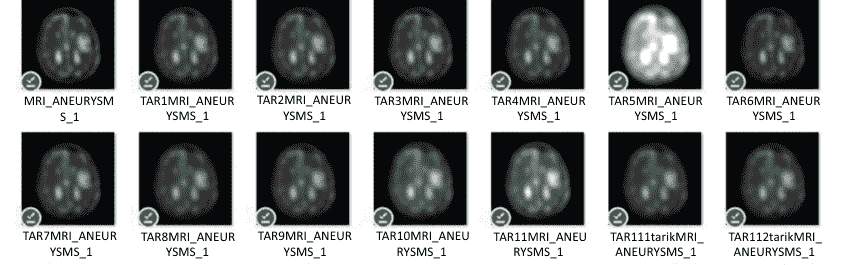 MRI_ANEURYSM
S_1
TAR1MRI_ANEUR
YSMS_1
TAR2MRI_ANEUR
YSMS_1
TAR3MRI_ANEUR
YSMS_1
TAR4MRI_ANEUR
YSMS_1
TAR5MRI_ANEUR
YSMS_1
TAR6MRI_ANEUR
YSMS_1
TAR7MRI_ANEUR
YSMS_1
TAR8MRI_ANEUR
YSMS_1
TAR9MRI_ANEUR
YSMS_1
TAR10MRI_ANEU
RYSMS_1
TAR11MRI_ANEU
RYSMS_1
TAR111tarikMRI_
ANEURYSMS_1
TAR112tarikMRI_
ANEURYSMS_1